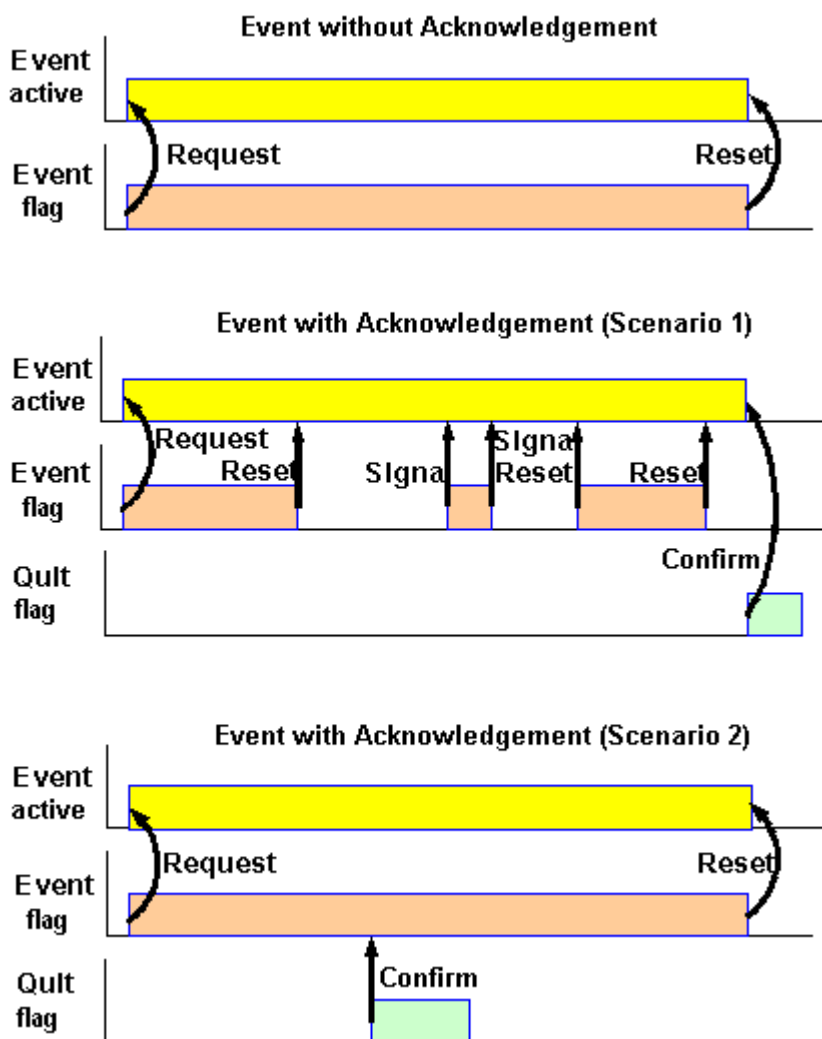 Event without Acknowledgement
Event
active
Request
Reset
Event
flag
Event with Acknowledgement (Scenario 1)
Event
active
Request
SIgna
Event
flag
Reset
SIgna
Reset
Reset
Confirm
QuIt
flag
Event with Acknowledgement (Scenario 2)
Event
active
Request
Reset
Event
flag
Confirm
QuIt
flag